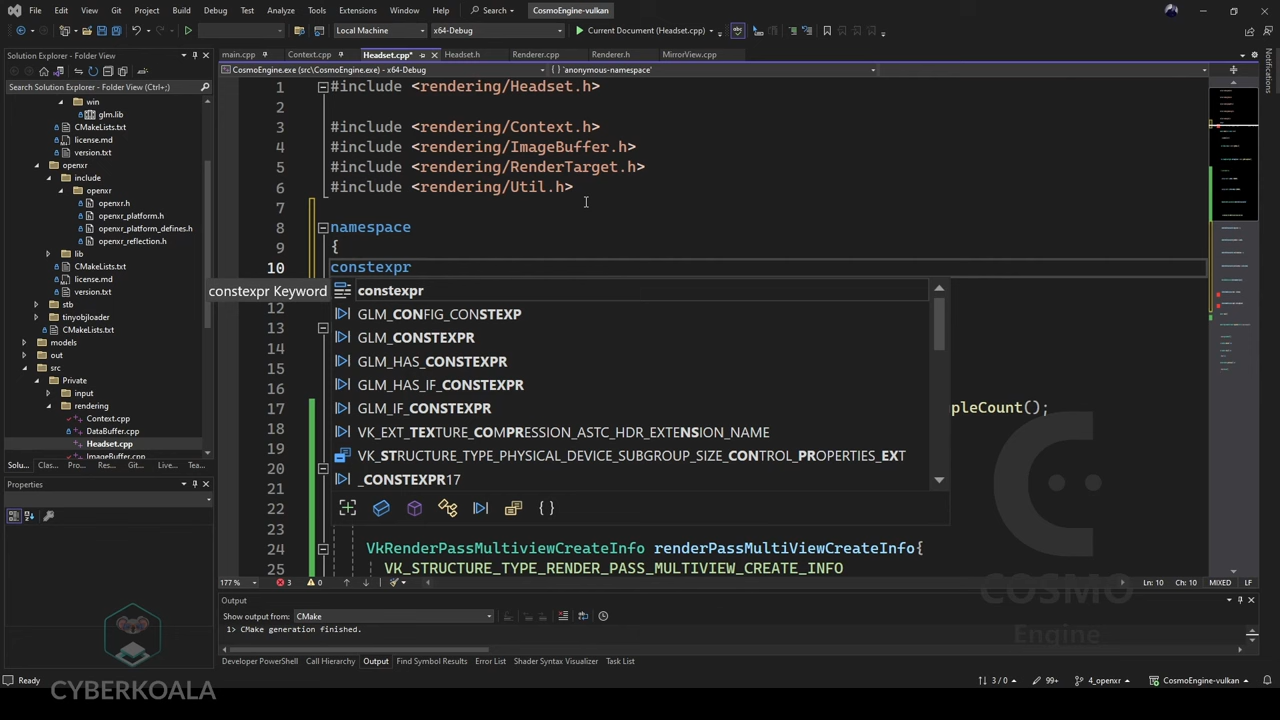 File Edit View Git Project Build Debug Test Analyze Tools Extensions Window Help Search CosmoEngine-vulkan
Local Machine x64-Debug Current Document (Headset.cpp)
Solution Explorer - Folder View main.cpp Context.cpp Headset.cpp* Headset.h Renderer.cpp Renderer.h MirrorView.cpp
CosmoEngine.exe (src\CosmoEngine.exe) - x64-Debug { } 'anonymous-namespace'
Search Solution Explorer - Folder View (Ctrl+;)
Notifications
win
glm.lib
CMakeLists.txt
license.md
version.txt
openxr
include
openxr
openxr.h
openxr_platform.h
openxr_platform_defines.h
openxr_reflection.h
lib
CMakeLists.txt
license.md
version.txt
stb
tinyobjloader
CMakeLists.txt
models
out
src
Private
input
rendering
Context.cpp
DataBuffer.cpp
Headset.cpp
ImageBuffer.cpp
Solu... Clas... Pro... Res... Git... Live... Tea...
Properties
1 #include <rendering/Headset.h>
2
3 #include <rendering/Context.h>
4 #include <rendering/ImageBuffer.h>
5 #include <rendering/RenderTarget.h>
6 #include <rendering/Util.h>
7
8 namespace
9 {
10 constexpr
constexpr Keyword
constexpr
GLM_CONFIG_CONSTEXP
GLM_CONSTEXPR
GLM_HAS_CONSTEXPR
GLM_HAS_IF_CONSTEXPR
GLM_IF_CONSTEXPR
VK_EXT_TEXTURE_COMPRESSION_ASTC_HDR_EXTENSION_NAME
VK_STRUCTURE_TYPE_PHYSICAL_DEVICE_SUBGROUP_SIZE_CONTROL_PROPERTIES_EXT
_CONSTEXPR17
{ }
12
13
14
15
16
17 pleCount();
18
19
20
21
22
23
24 VkRenderPassMultiviewCreateInfo renderPassMultiViewCreateInfo{
25 VK_STRUCTURE_TYPE_RENDER_PASS_MULTIVIEW_CREATE_INFO
177 % 3 0 Ln: 10 Ch: 10 MIXED LF
COSMO
Engine
Output
Show output from: CMake
1> CMake generation finished.
Developer PowerShell Call Hierarchy Output Find Symbol Results Error List Shader Syntax Visualizer Task List
Ready 3 / 0 99+ 4_openxr CosmoEngine-vulkan
CYBERKOALA